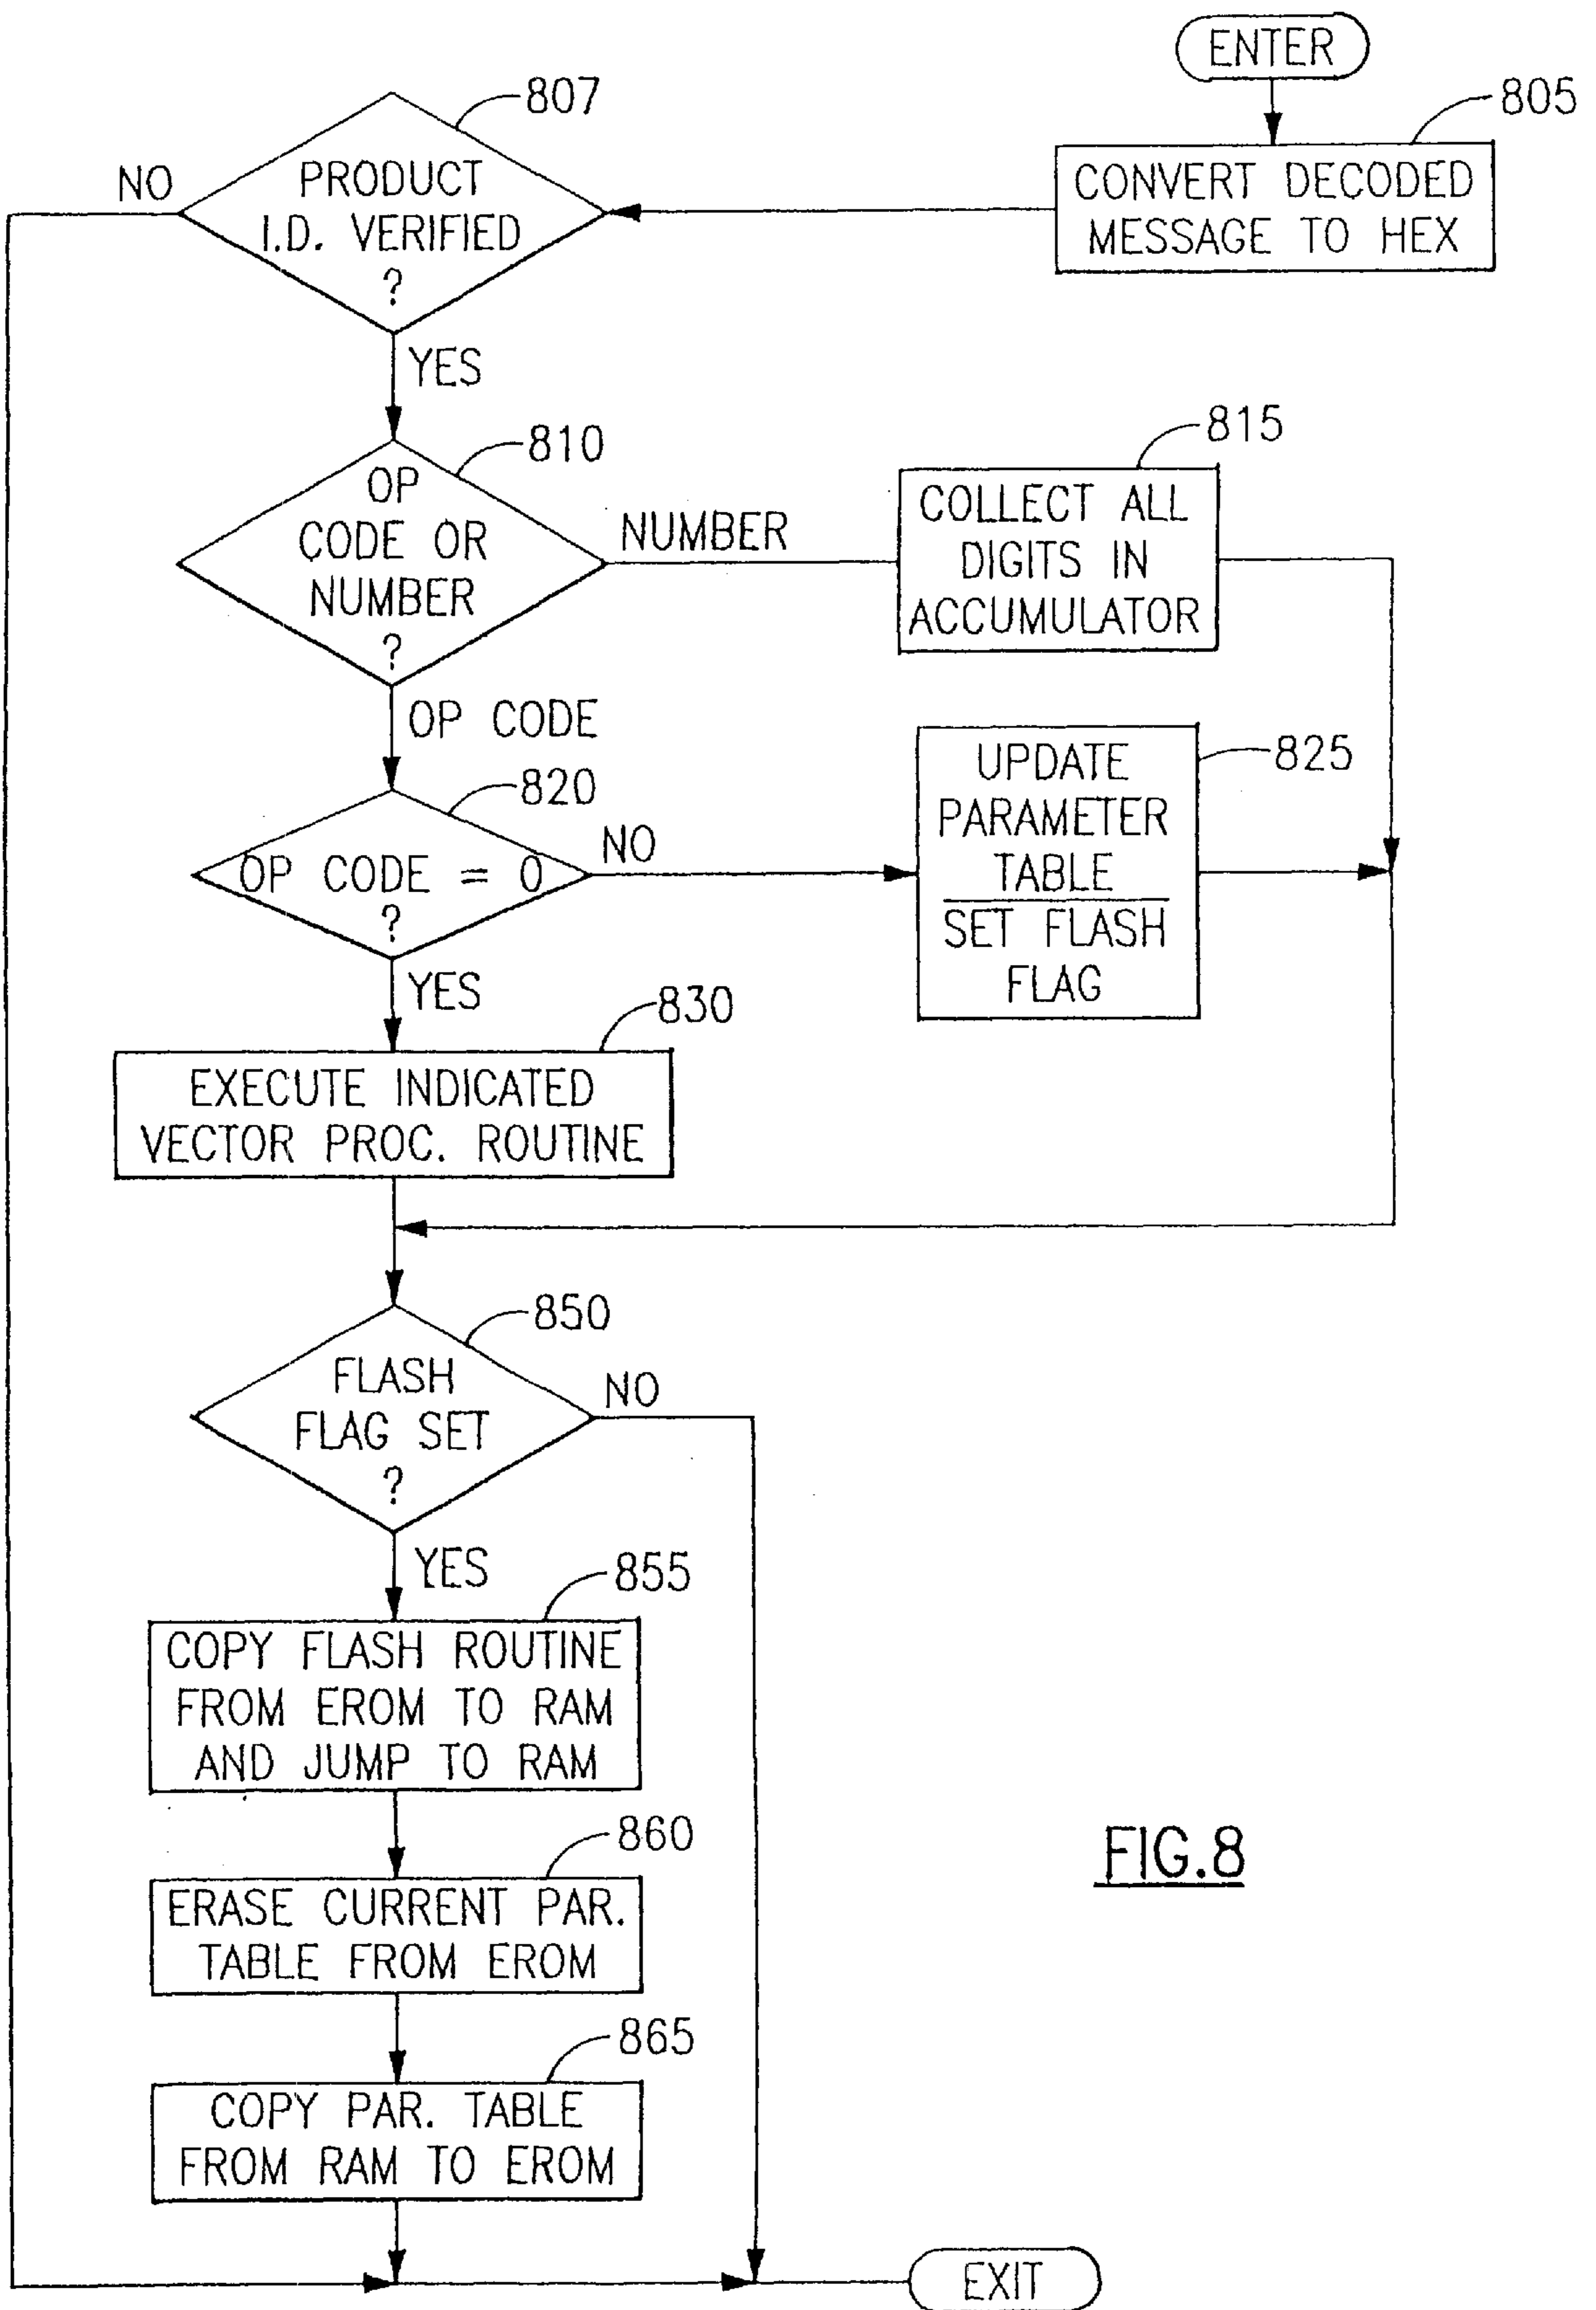 ENTER
805
CONVERT DECODED
MESSAGE TO HEX
807
PRODUCT
I.D. VERIFIED
?
NO
YES
810
OP
CODE OR
NUMBER
?
NUMBER
815
COLLECT ALL
DIGITS IN
ACCUMULATOR
OP CODE
820
OP CODE = 0
?
NO
825
UPDATE
PARAMETER
TABLE
SET FLASH
FLAG
YES
830
EXECUTE INDICATED
VECTOR PROC. ROUTINE
850
FLASH
FLAG SET
?
NO
YES
855
COPY FLASH ROUTINE
FROM EROM TO RAM
AND JUMP TO RAM
860
ERASE CURRENT PAR.
TABLE FROM EROM
865
COPY PAR. TABLE
FROM RAM TO EROM
EXIT
FIG.8